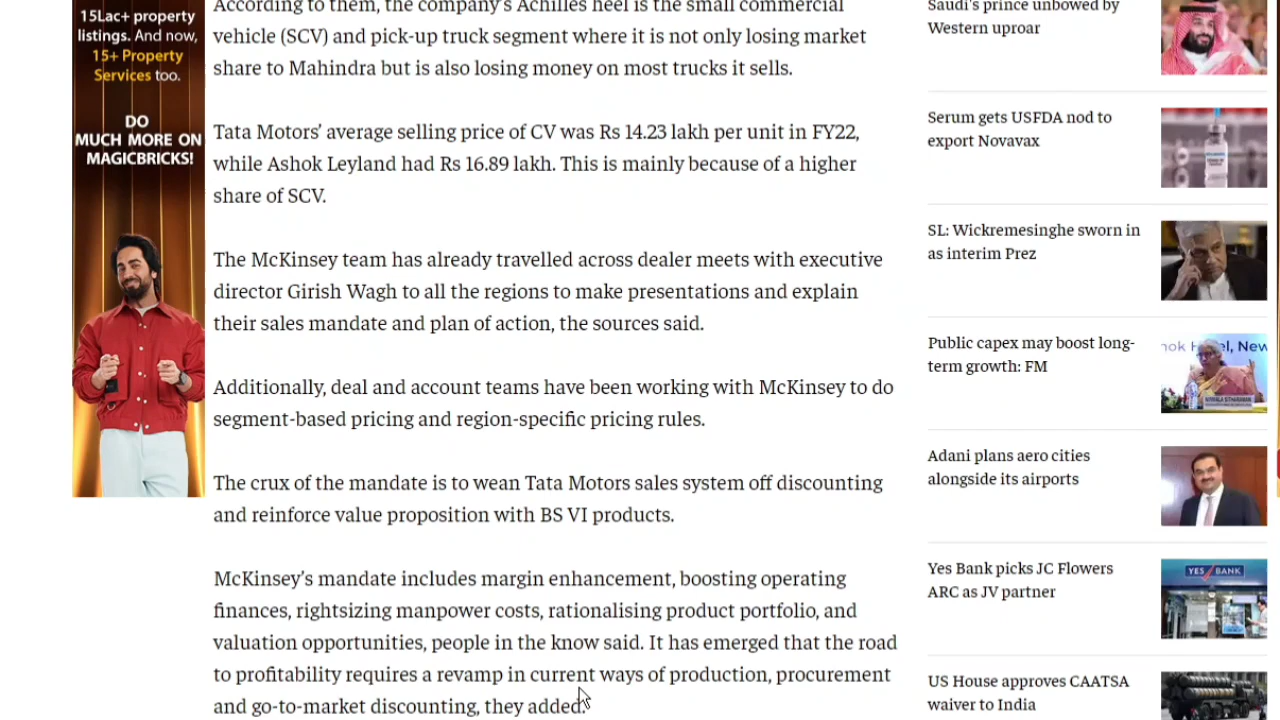 15Lac+ property
listings. And now,
15+ Property
Services too.
DO
MUCH MORE ON
MAGICBRICKS!
According to them, the company's Achilles heel is the small commercial
vehicle (SCV) and pick-up truck segment where it is not only losing market
share to Mahindra but is also losing money on most trucks it sells.
Tata Motors' average selling price of CV was Rs 14.23 lakh per unit in FY22,
while Ashok Leyland had Rs 16.89 lakh. This is mainly because of a higher
share of SCV.
The McKinsey team has already travelled across dealer meets with executive
director Girish Wagh to all the regions to make presentations and explain
their sales mandate and plan of action, the sources said.
Additionally, deal and account teams have been working with McKinsey to do
segment-based pricing and region-specific pricing rules.
The crux of the mandate is to wean Tata Motors sales system off discounting
and reinforce value proposition with BS VI products.
McKinsey's mandate includes margin enhancement, boosting operating
finances, rightsizing manpower costs, rationalising product portfolio, and
valuation opportunities, people in the know said. It has emerged that the road
to profitability requires a revamp in current ways of production, procurement
and go-to-market discounting, they added.
Saudi's prince unbowed by
Western uproar
Serum gets USFDA nod to
export Novavax
SL: Wickremesinghe sworn in
as interim Prez
Public capex may boost long-
term growth: FM
Adani plans aero cities
alongside its airports
Yes Bank picks JC Flowers
ARC as JV partner
YES BANK
US House approves CAATSA
waiver to India